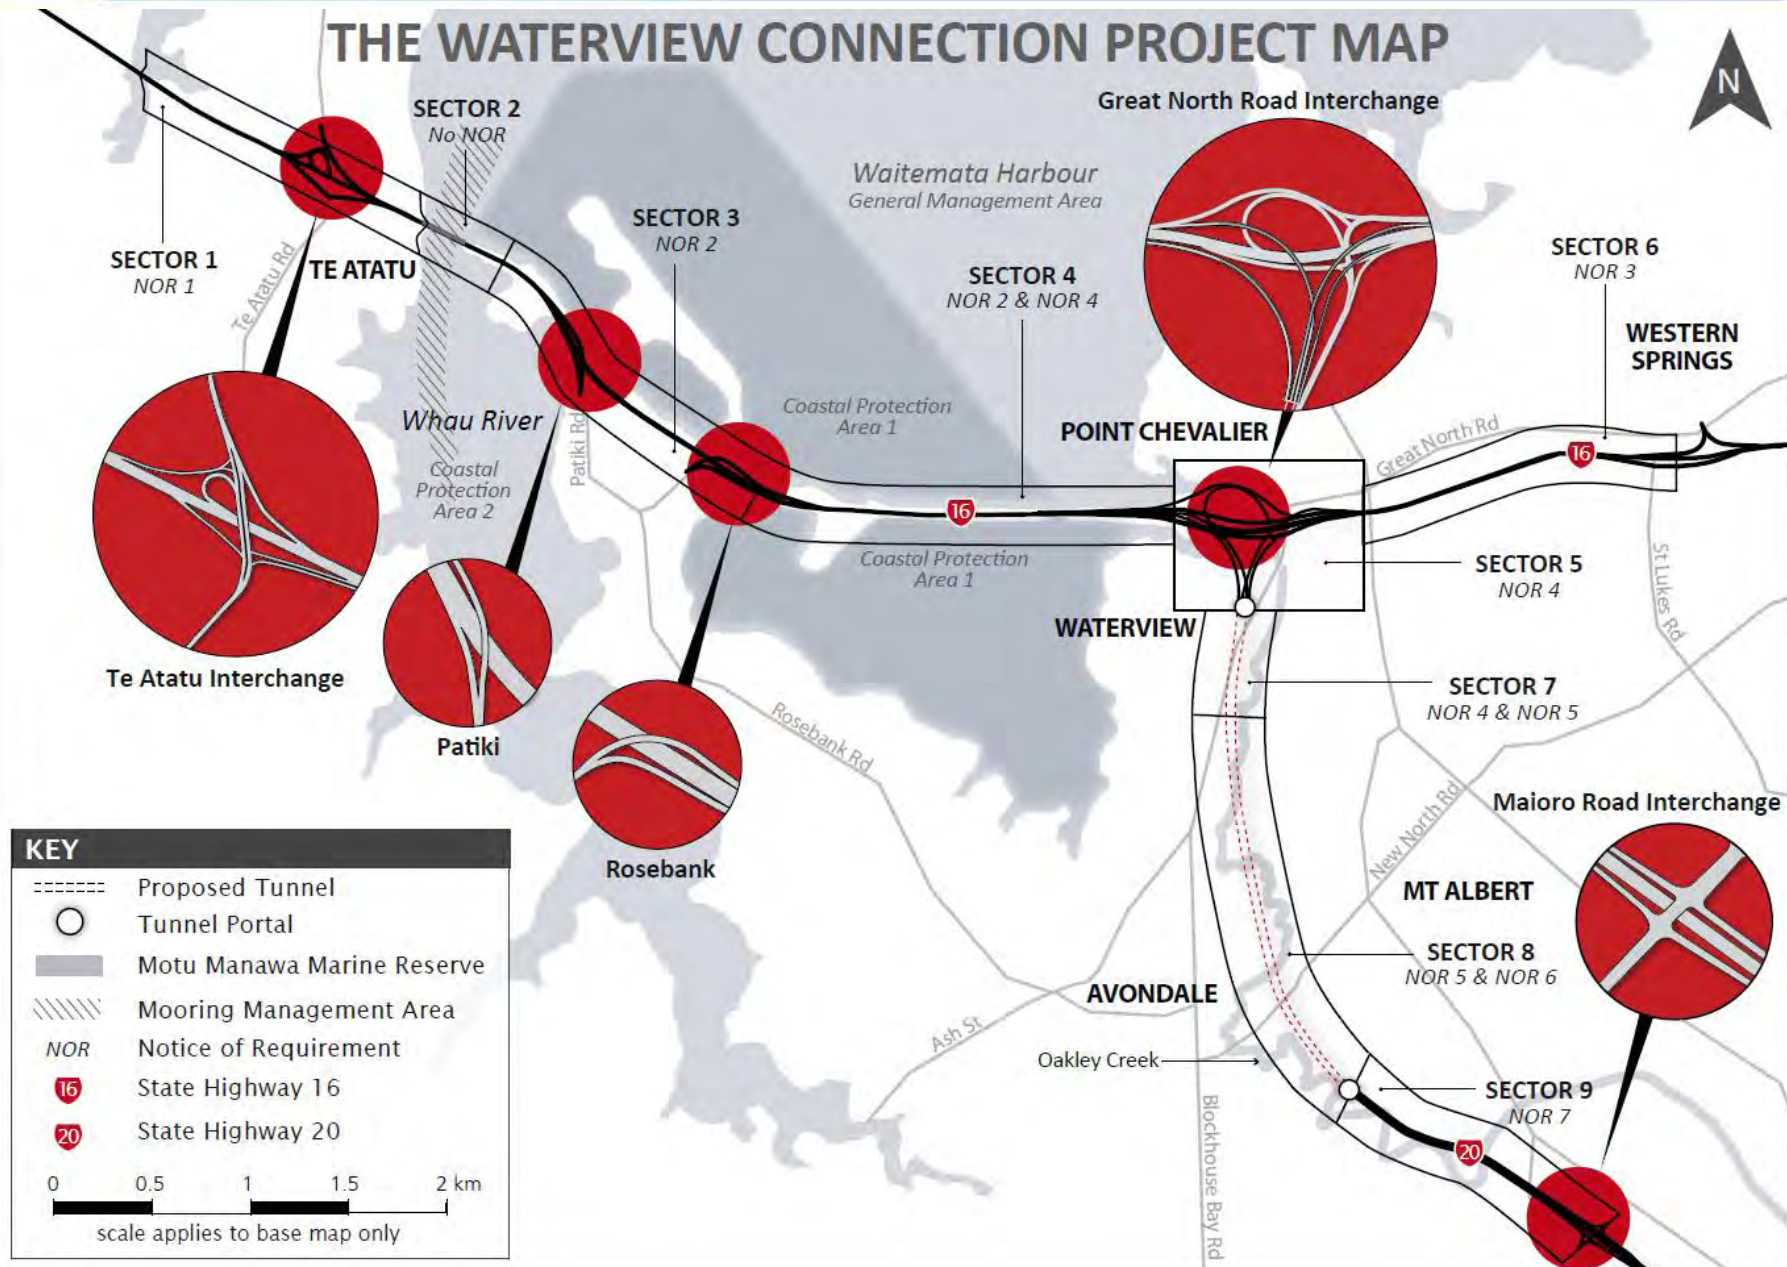 THE WATERVIEW CONNECTION PROJECT MAP
N
Great North Road Interchange
SECTOR 2
No NOR
Waitemata Harbour
General Management Area
SECTOR 3
NOR 2
SECTOR 1
NOR 1
Te Atatu Rd
TE ATATU
SECTOR 4
NOR 2 & NOR 4
SECTOR 6
NOR 3
WESTERN
SPRINGS
Coastal Protection
Area 1
Whau River
Patiki Rd
POINT CHEVALIER
Great North Rd
16
Coastal
Protection
Area 2
16
Coastal Protection
Area 1
SECTOR 5
NOR 4
St Lukes Rd
WATERVIEW
Te Atatu Interchange
SECTOR 7
NOR 4 & NOR 5
Patiki
Rosebank Rd
Rosebank
New North Rd
Maioro Road Interchange
MT ALBERT
SECTOR 8
NOR 5 & NOR 6
AVONDALE
Ash St
Oakley Creek
SECTOR 9
NOR 7
Blockhouse Bay Rd
20
KEY
Proposed Tunnel
Tunnel Portal
Motu Manawa Marine Reserve
Mooring Management Area
NOR Notice of Requirement
16 State Highway 16
20 State Highway 20
0 0.5 1 1.5 2 km
scale applies to base map only